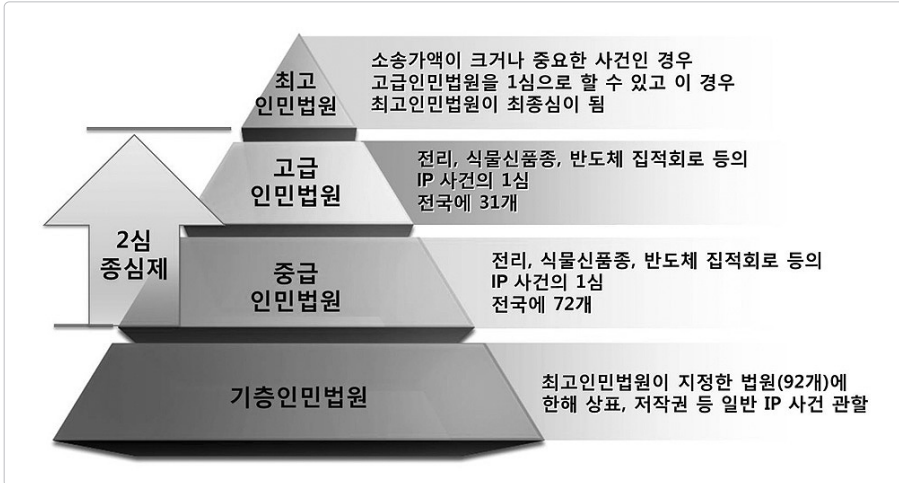 최고
인민법원
소송가액이 크거나 중요한 사건인 경우
고급인민법원을 1심으로 할 수 있고 이 경우
최고인민법원이 최종심이 됨
고급
인민법원
전리, 식물신품종, 반도체 집적회로 등의
IP 사건의 1심
전국에 31개
2심
종심제
중급
인민법원
전리, 식물신품종, 반도체 집적회로 등의
IP 사건의 1심
전국에 72개
기층인민법원
최고인민법원이 지정한 법원(92개)에
한해 상표, 저작권 등 일반 IP 사건 관할